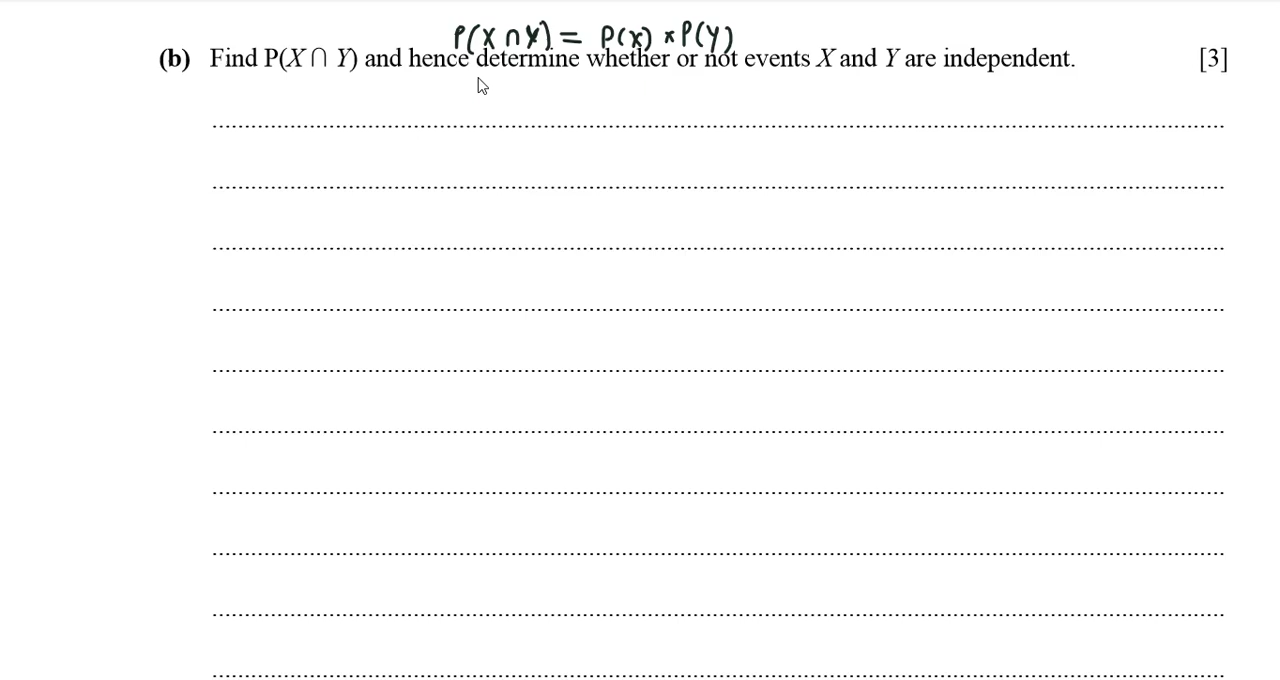 P(X ∩ Y) = P(X) × P(Y)
(b) Find P(X ∩ Y) and hence determine whether or not events X and Y are independent. [3]